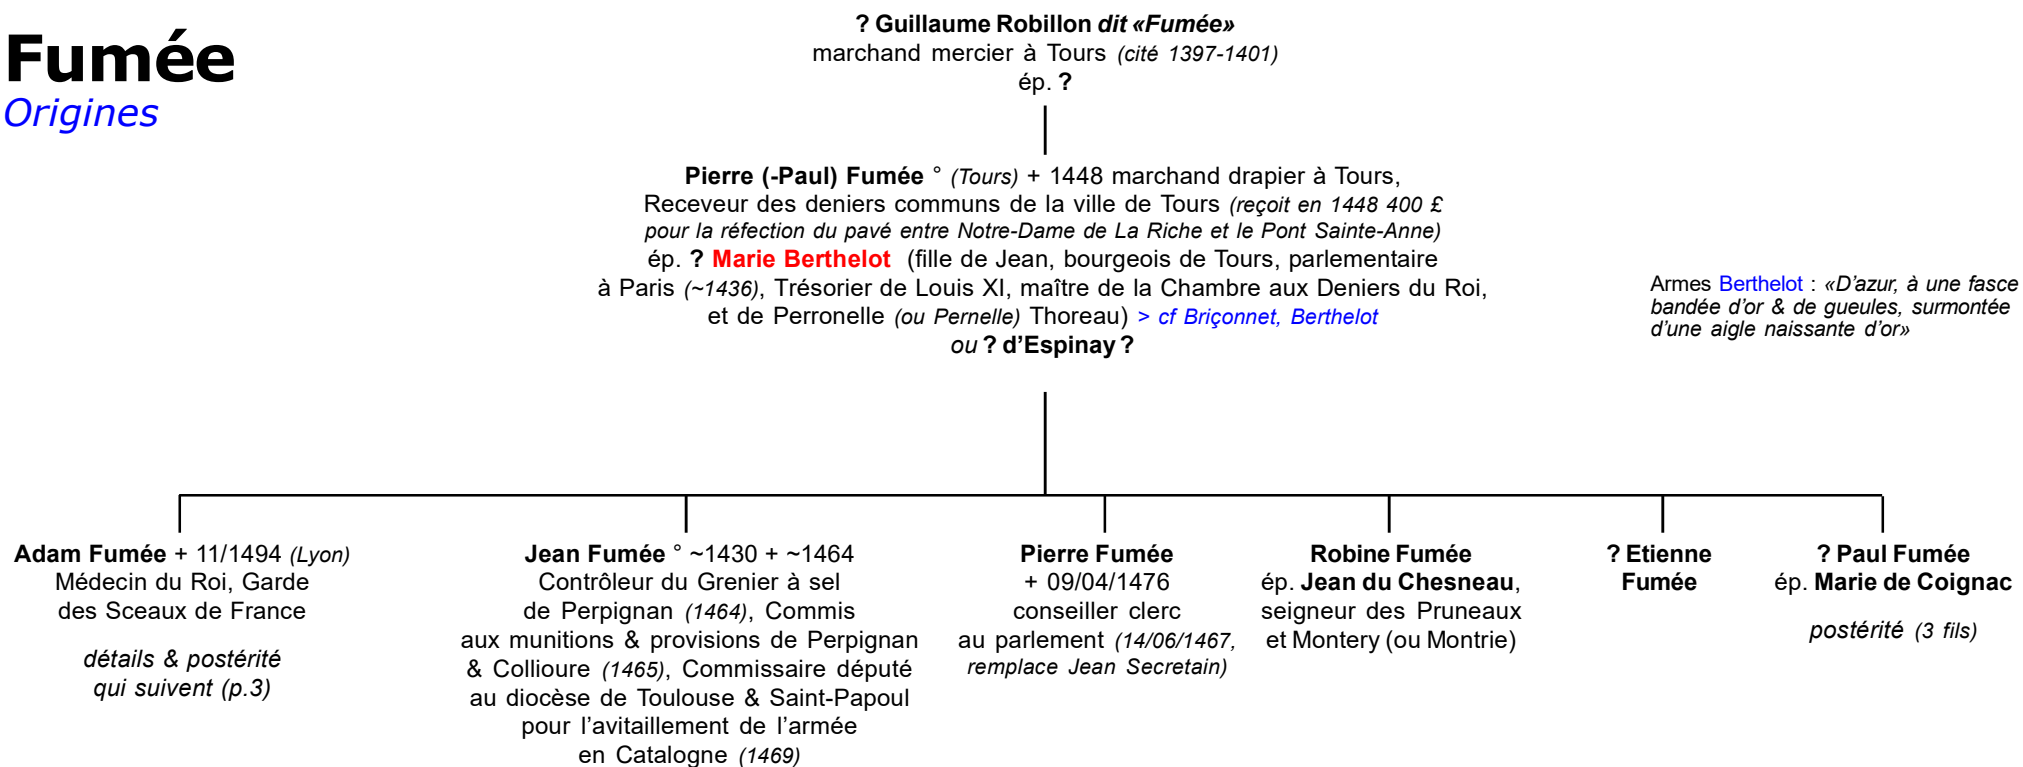 Fumée
Origines
? Guillaume Robillon dit «Fumée»
marchand mercier à Tours (cité 1397-1401)
ép. ?
Pierre (-Paul) Fumée ° (Tours) + 1448 marchand drapier à Tours,
Receveur des deniers communs de la ville de Tours (reçoit en 1448 400 £
pour la réfection du pavé entre Notre-Dame de La Riche et le Pont Sainte-Anne)
ép. ? Marie Berthelot (fille de Jean, bourgeois de Tours, parlementaire
à Paris (~1436), Trésorier de Louis XI, maître de la Chambre aux Deniers du Roi,
et de Perronelle (ou Pernelle) Thoreau) > cf Briçonnet, Berthelot
ou ? d'Espinay ?
Armes Berthelot : «D'azur, à une fasce
bandée d'or & de gueules, surmontée
d'une aigle naissante d'or»
Adam Fumée + 11/1494 (Lyon)
Médecin du Roi, Garde
des Sceaux de France
détails & postérité
qui suivent (p.3)
Jean Fumée ° ~1430 + ~1464
Contrôleur du Grenier à sel
de Perpignan (1464), Commis
aux munitions & provisions de Perpignan
& Collioure (1465), Commissaire député
au diocèse de Toulouse & Saint-Papoul
pour l'avitaillement de l'armée
en Catalogne (1469)
Pierre Fumée
+ 09/04/1476
conseiller clerc
au parlement (14/06/1467,
remplace Jean Secretain)
Robine Fumée
ép. Jean du Chesneau,
seigneur des Pruneaux
et Montery (ou Montrie)
? Etienne
Fumée
? Paul Fumée
ép. Marie de Coignac
postérité (3 fils)